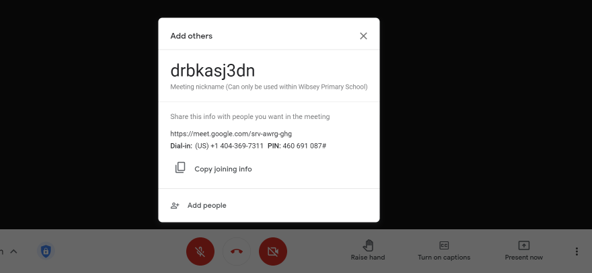 Add others
drbkasj3dn
Meeting nickname (Can only be used within Wibsey Primary School)
Share this info with people you want in the meeting
https://meet.google.com/srv-awrg-ghg
Dial-in: (US) +1 404-369-7311 PIN: 460 691 087#
Copy joining info
Add people
n
Raise hand
Turn on captions
Present now